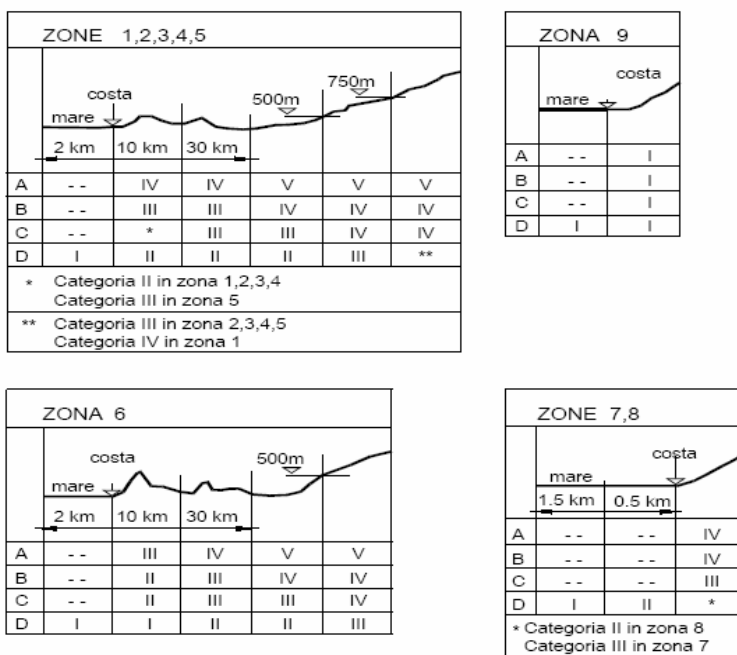 ZONE 1,2,3,4,5
costa
mare
500m
750m
2 km 10 km 30 km
A -- IV IV V V V
B -- III III IV IV IV
C -- * III III IV IV
D I II II II III **
* Categoria II in zona 1,2,3,4
Categoria III in zona 5
** Categoria III in zona 2,3,4,5
Categoria IV in zona 1
ZONA 9
costa
mare
A -- I
B -- I
C -- I
D I I
ZONA 6
costa
mare
500m
2 km 10 km 30 km
A -- III IV V V
B -- II III IV IV
C -- II III III IV
D I I II II III
ZONE 7,8
costa
mare
1.5 km 0.5 km
A -- -- IV
B -- -- IV
C -- -- III
D I II *
* Categoria II in zona 8
Categoria III in zona 7